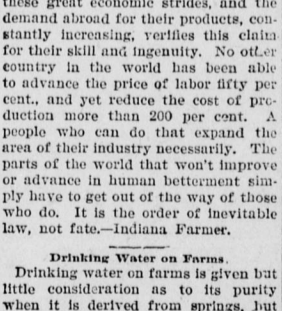 these great economic strides, and the
demand abroad for their products, con-
stantly increasing, verifies this claim
for their skill and ingenuity. No other
country in the world has been able
to advance the price of labor fifty per
cent., and yet reduce the cost of pro-
duction more than 200 per cent. A
people who can do that expand the
area of their industry necessarily. The
parts of the world that won't improve
or advance in human betterment sim-
ply have to get out of the way of those
who do. It is the order of inevitable
law, not fate.—Indiana Farmer.
Drinking Water on Farms.
Drinking water on farms is given but
little consideration as to its purity
when it is derived from springs, but